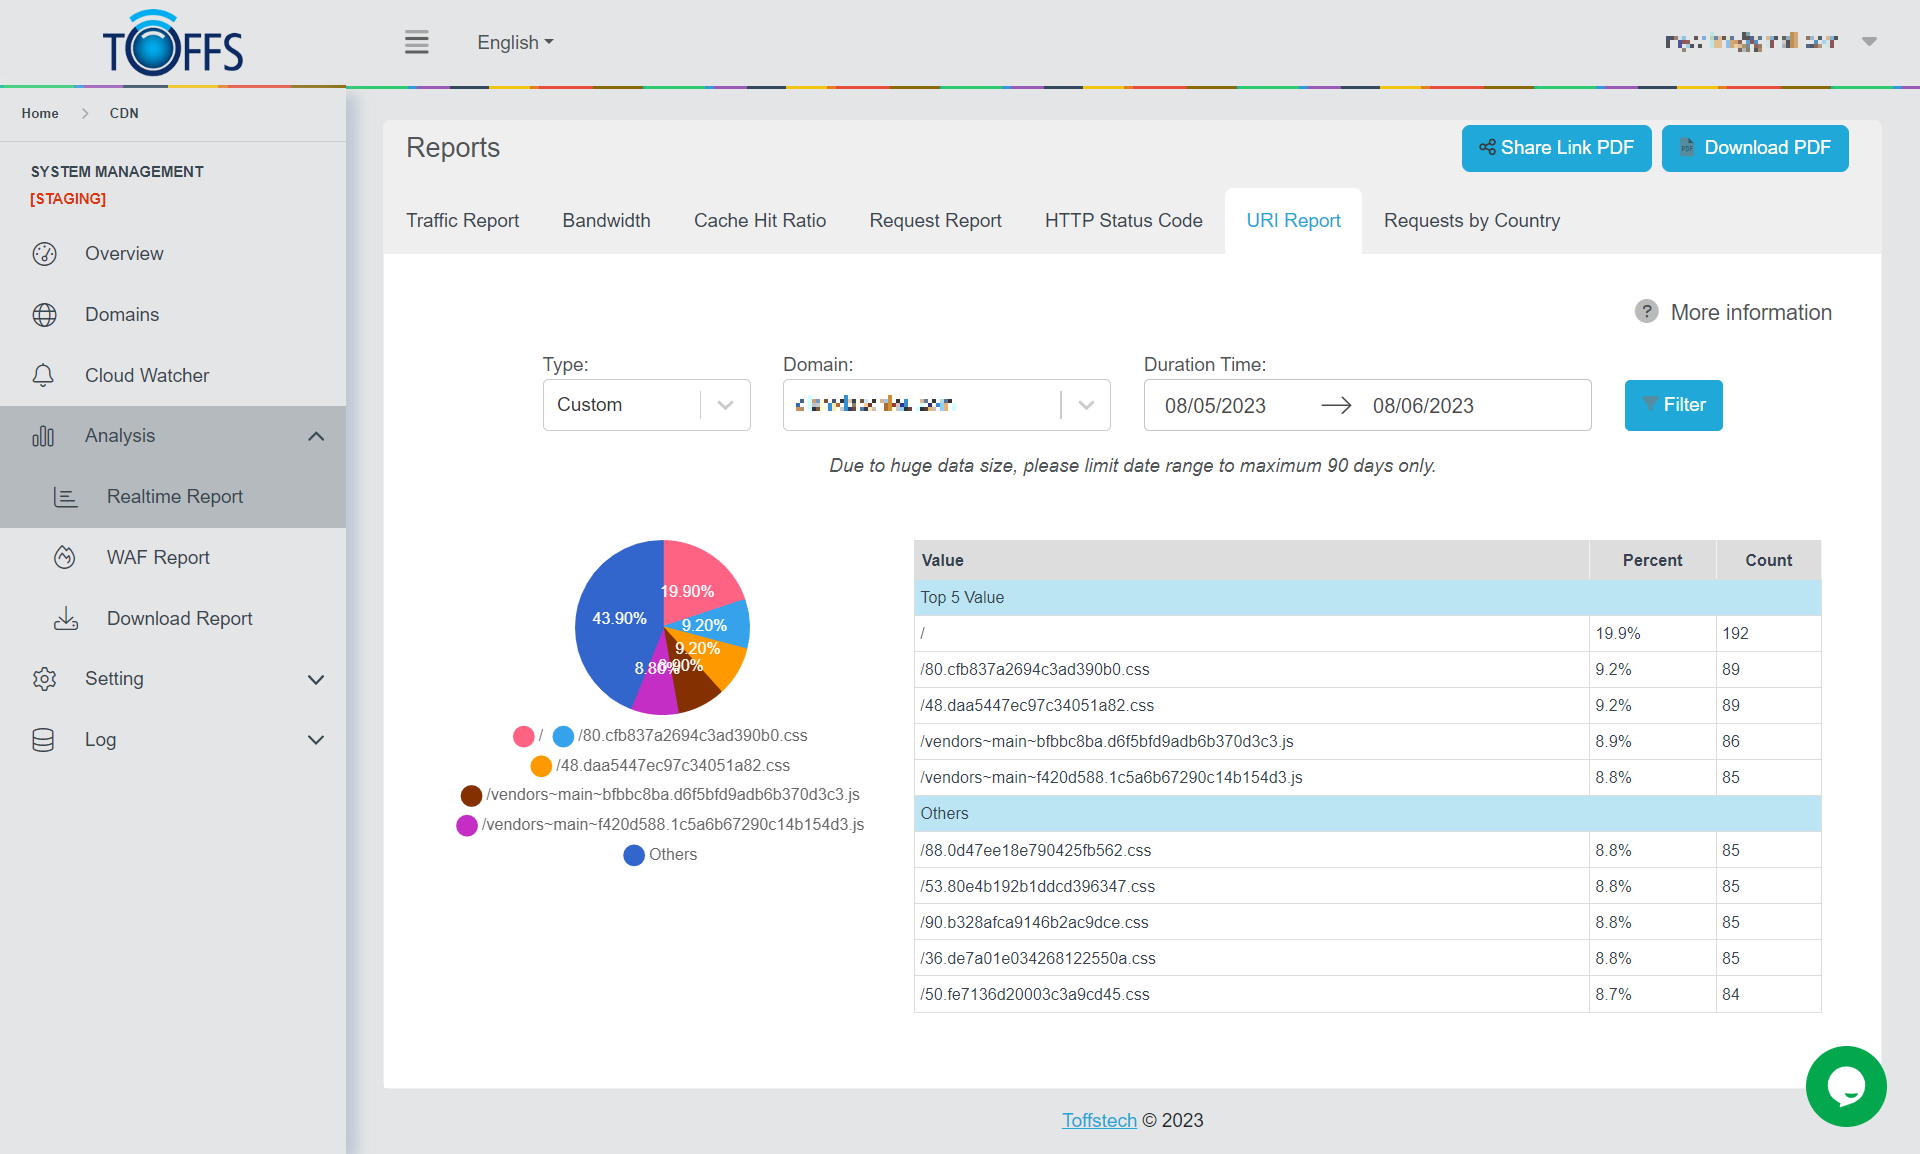 TOFFS
English
Home > CDN
SYSTEM MANAGEMENT
[STAGING]
Overview
Domains
Cloud Watcher
Analysis
Realtime Report
WAF Report
Download Report
Setting
Log
Reports
Share Link PDF
Download PDF
Traffic Report Bandwidth Cache Hit Ratio Request Report HTTP Status Code URI Report Requests by Country
? More information
Type: Domain: Duration Time:
Custom 08/05/2023 → 08/06/2023 Filter
Due to huge data size, please limit date range to maximum 90 days only.
19.90%
43.90%
9.20%
9.20%
8.90%
8.80%
/ /80.cfb837a2694c3ad390b0.css
/48.daa5447ec97c34051a82.css
/vendors~main~bfbbc8ba.d6f5bfd9adb6b370d3c3.js
/vendors~main~f420d588.1c5a6b67290c14b154d3.js
Others
Value Percent Count
Top 5 Value
/ 19.9% 192
/80.cfb837a2694c3ad390b0.css 9.2% 89
/48.daa5447ec97c34051a82.css 9.2% 89
/vendors~main~bfbbc8ba.d6f5bfd9adb6b370d3c3.js 8.9% 86
/vendors~main~f420d588.1c5a6b67290c14b154d3.js 8.8% 85
Others
/88.0d47ee18e790425fb562.css 8.8% 85
/53.80e4b192b1ddcd396347.css 8.8% 85
/90.b328afca9146b2ac9dce.css 8.8% 85
/36.de7a01e034268122550a.css 8.8% 85
/50.fe7136d20003c3a9cd45.css 8.7% 84
Toffstech © 2023